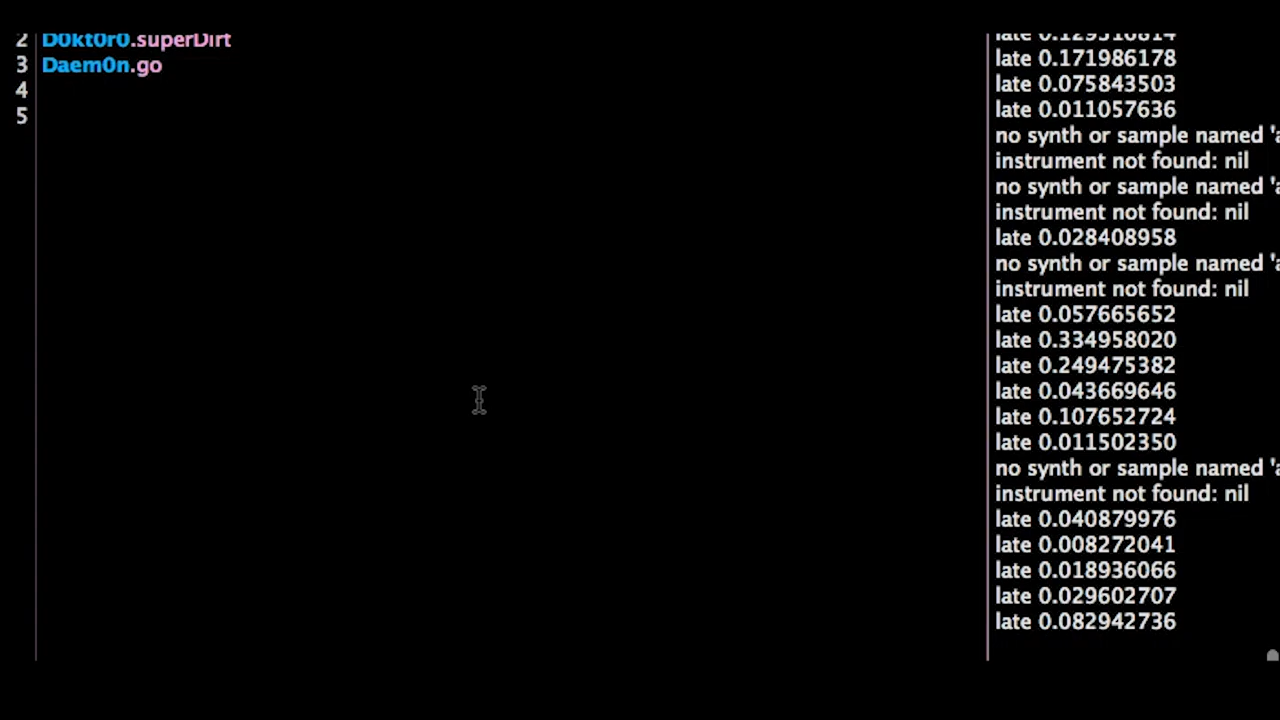 2 D0kt0r0.superDirt
3 Daem0n.go
4
5
late 0.129310814
late 0.171986178
late 0.075843503
late 0.011057636
no synth or sample named 'a
instrument not found: nil
no synth or sample named 'a
instrument not found: nil
late 0.028408958
no synth or sample named 'a
instrument not found: nil
late 0.057665652
late 0.334958020
late 0.249475382
late 0.043669646
late 0.107652724
late 0.011502350
no synth or sample named 'a
instrument not found: nil
late 0.040879976
late 0.008272041
late 0.018936066
late 0.029602707
late 0.082942736